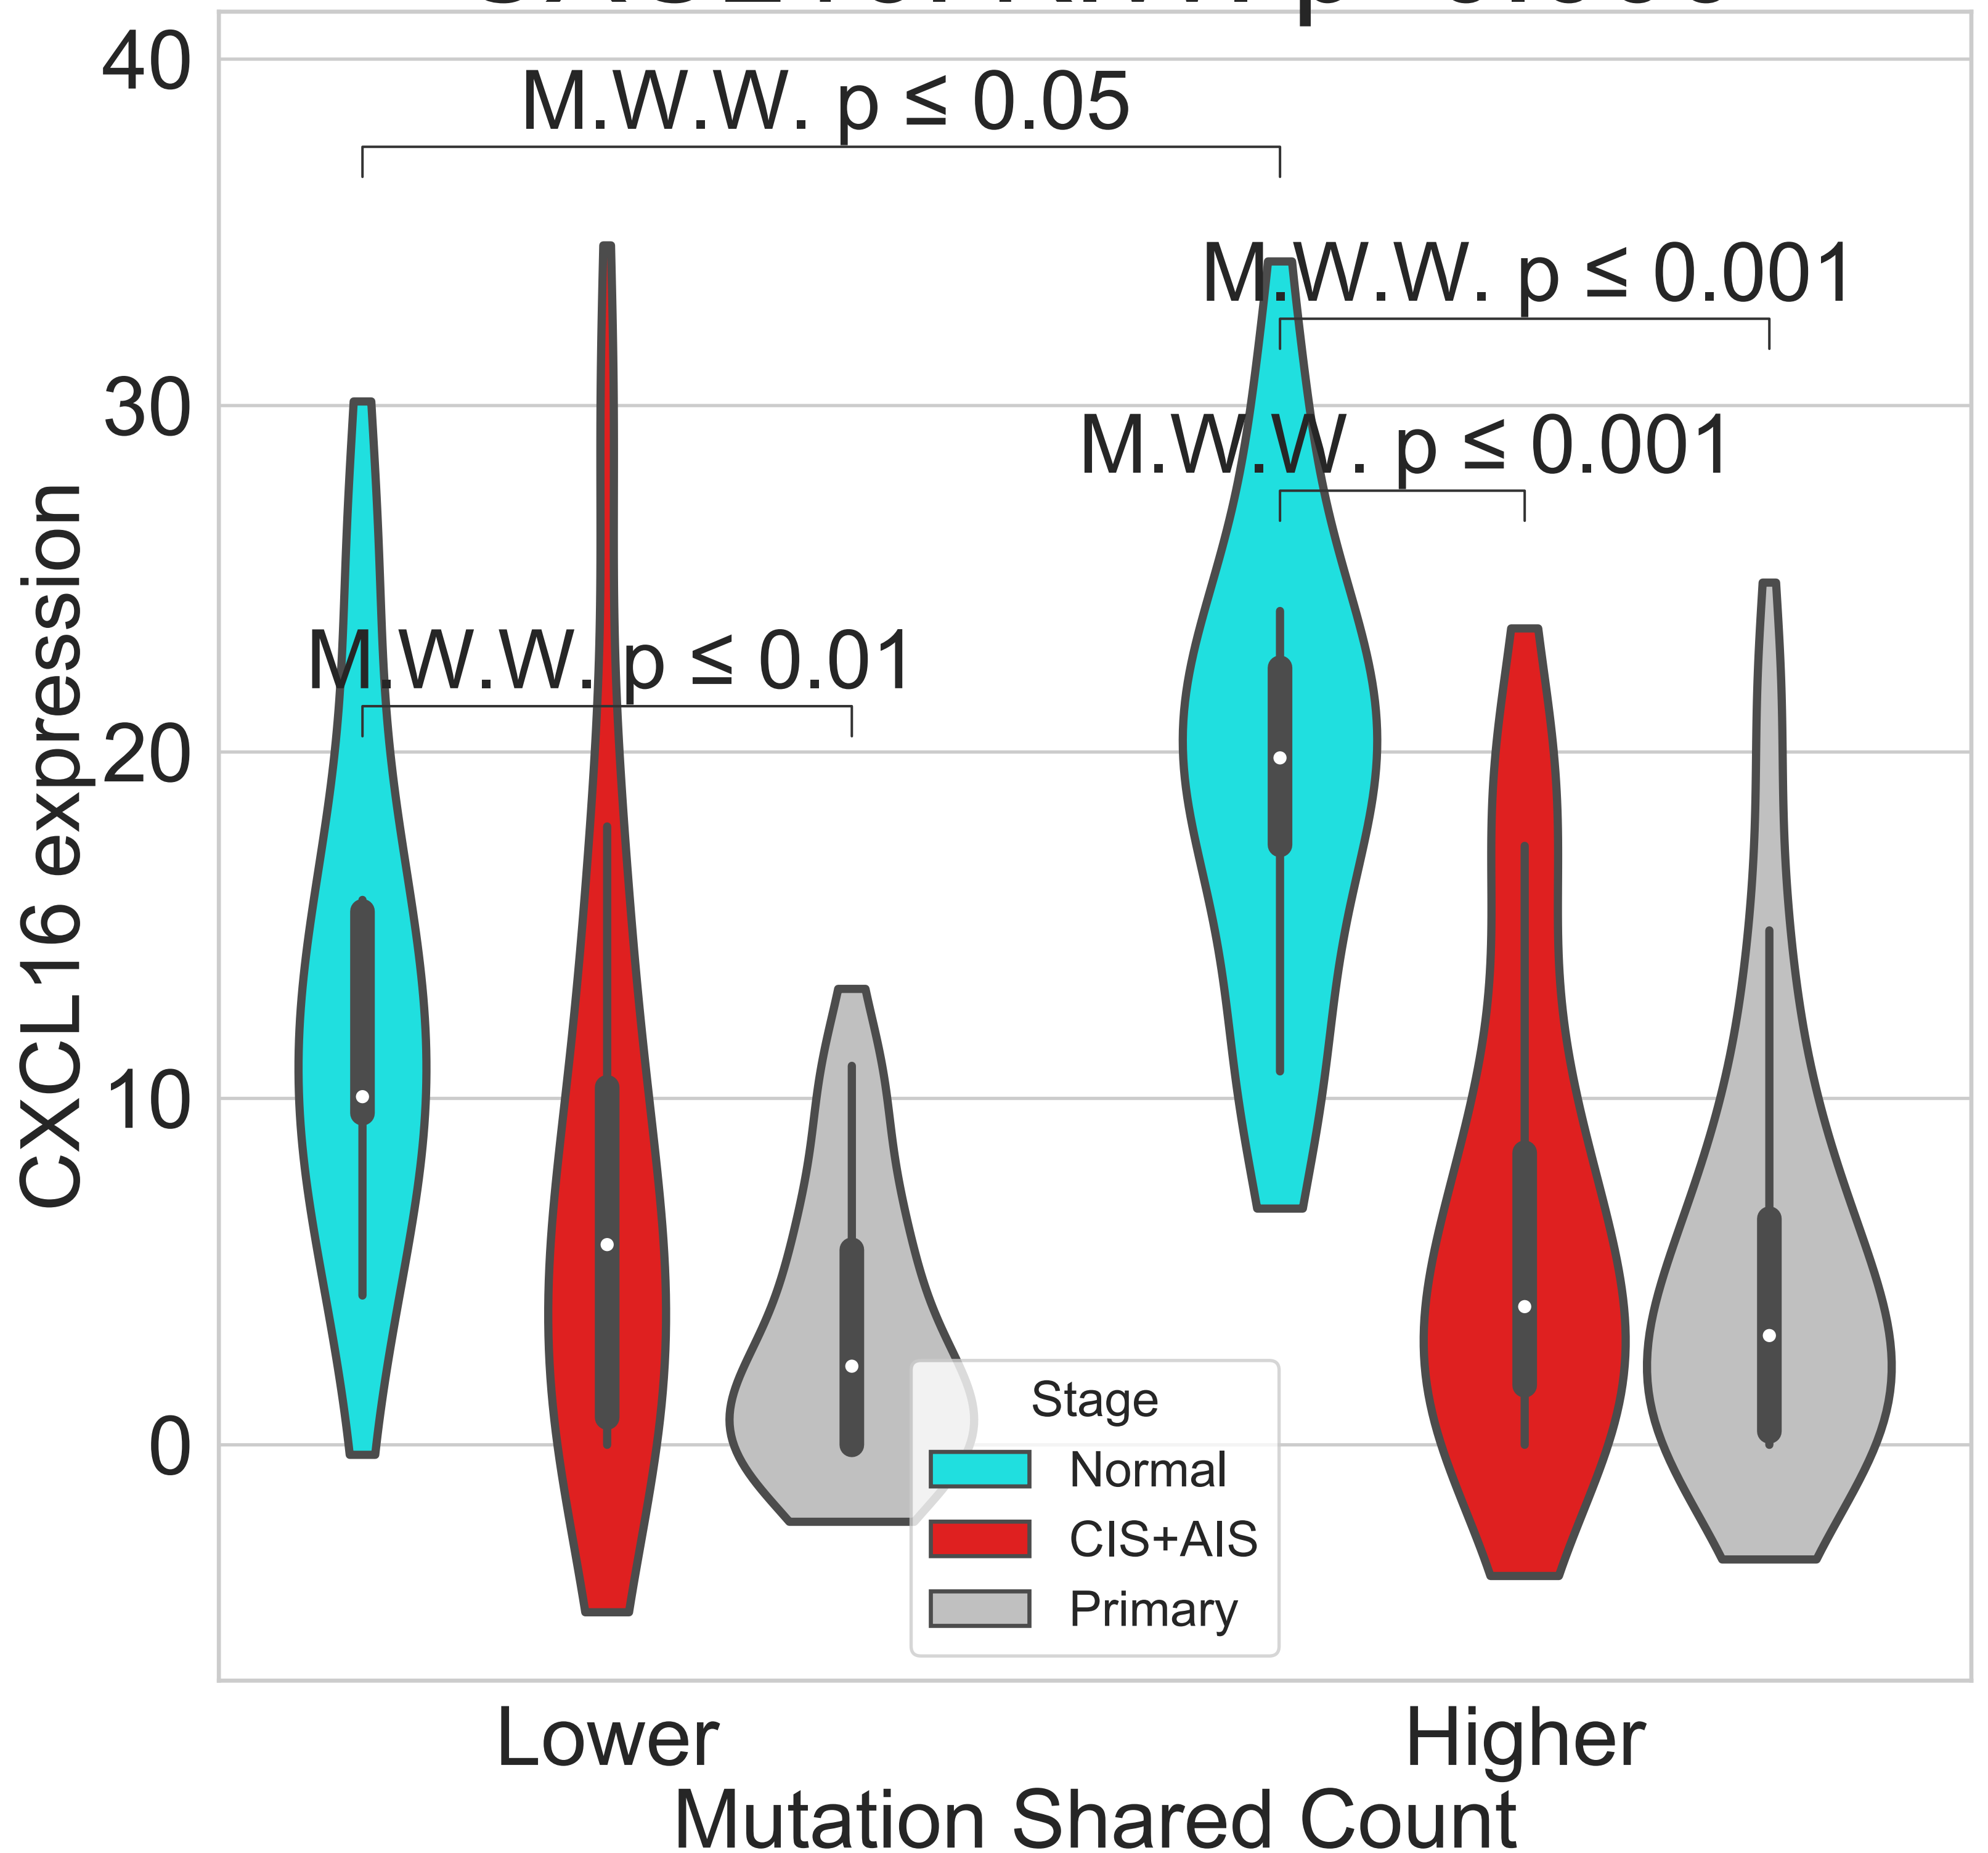 40
M.W.W. p ≤ 0.05
M.W.W. p ≤ 0.001
30
M.W.W. p ≤ 0.001
M.W.W. p ≤ 0.01
20
10
0
CXCL16 expression
Stage
Normal
CIS+AIS
Primary
Lower
Higher
Mutation Shared Count